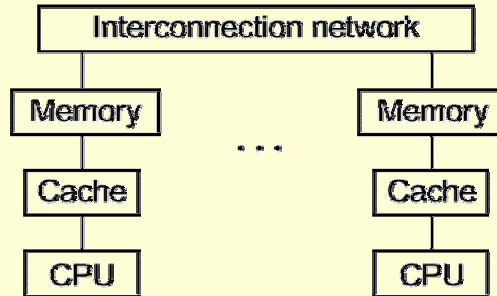 Interconnection network
Memory Memory
...
Cache Cache
CPU CPU